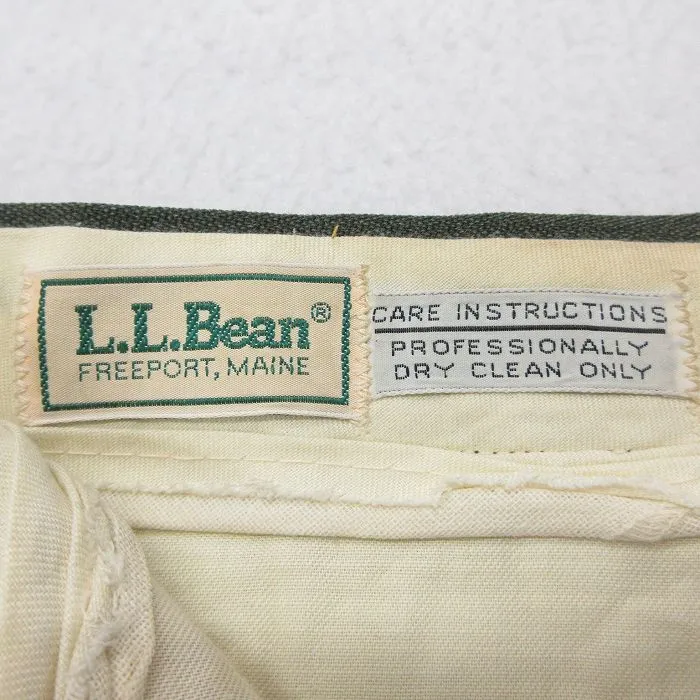 L.L.Bean®
FREEPORT, MAINE
CARE INSTRUCTIONS
PROFESSIONALLY
DRY CLEAN ONLY